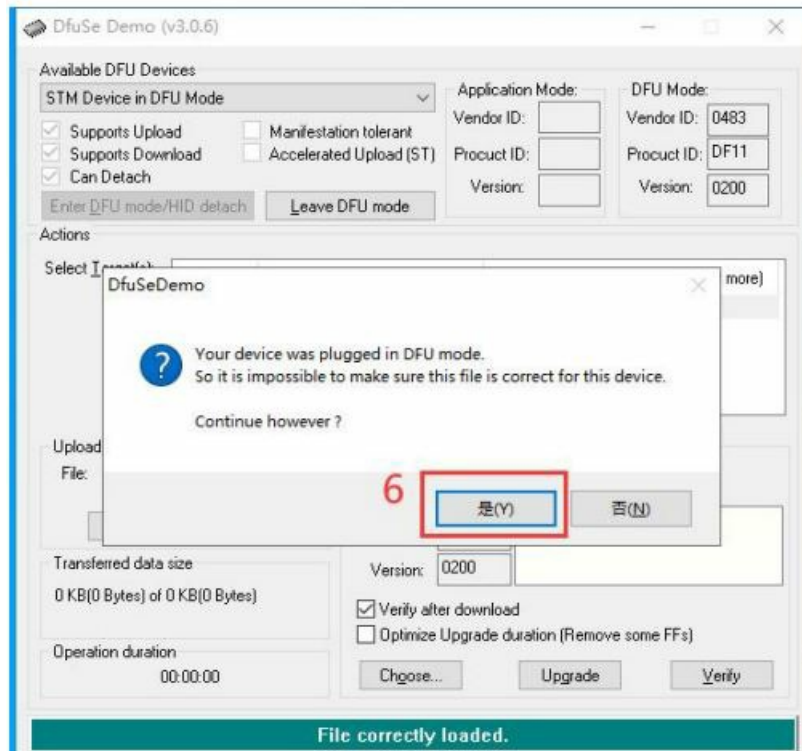 DfuSe Demo (v3.0.6)
Available DFU Devices
STM Device in DFU Mode
Supports Upload
Manifestation tolerant
Supports Download
Accelerated Upload (ST)
Can Detach
Enter DFU mode/HID detach
Leave DFU mode
Application Mode:
Vendor ID:
Procuct ID:
Version:
DFU Mode:
Vendor ID: 0483
Procuct ID: DF11
Version: 0200
Actions
Select
more)
DfuSeDemo
Your device was plugged in DFU mode.
So it is impossible to make sure this file is correct for this device.
Continue however ?
6
是(Y)
否(N)
Upload
File:
Transferred data size
0 KB(0 Bytes) of 0 KB(0 Bytes)
Operation duration
00:00:00
Version: 0200
Verify after download
Optimize Upgrade duration (Remove some FFs)
Choose...
Upgrade
Verify
File correctly loaded.